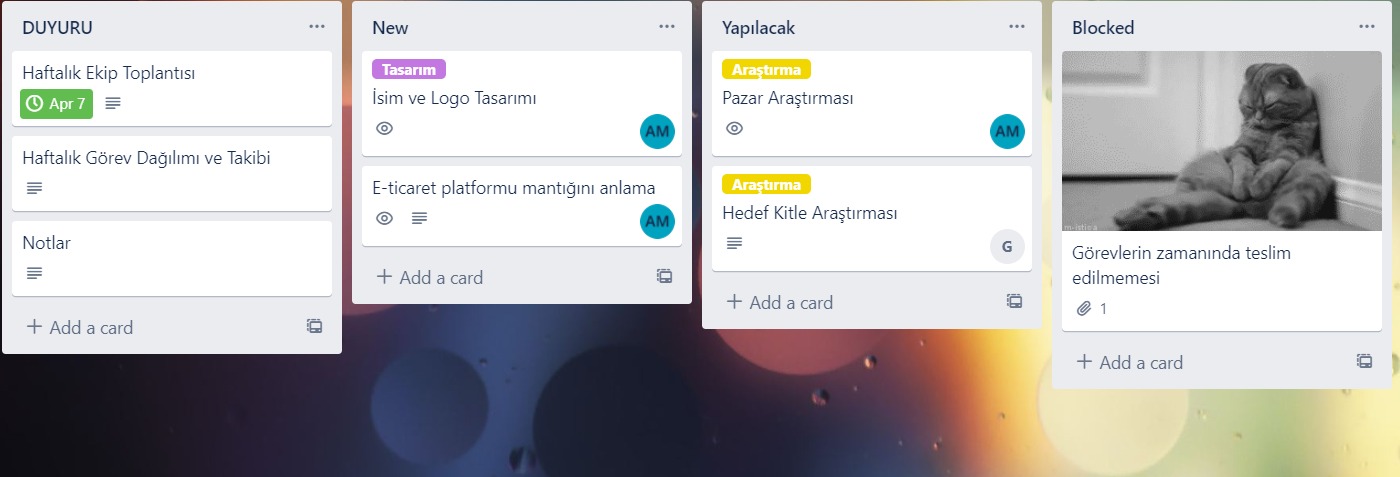 DUYURU
Haftalık Ekip Toplantısı
Apr 7
Haftalık Görev Dağılımı ve Takibi
Notlar
+ Add a card
New
Tasarım
İsim ve Logo Tasarımı
AM
E-ticaret platformu mantığını anlama
AM
+ Add a card
Yapılacak
Araştırma
Pazar Araştırması
AM
Araştırma
Hedef Kitle Araştırması
G
+ Add a card
Blocked
Görevlerin zamanında teslim
edilmemesi
1
+ Add a card